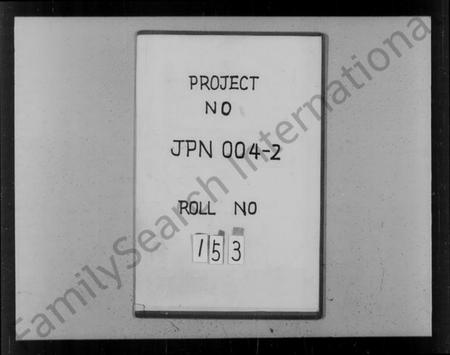 PROJECT
NO
JPN 004-2
ROLL NO
153
FamilySearch International